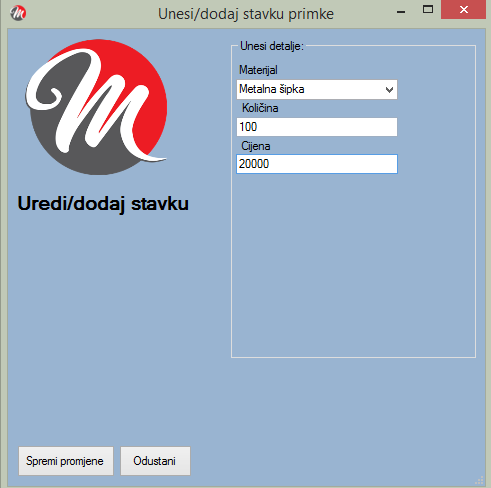 Unesi/dodaj stavku primke
Unesi detalje:
Materijal
Metalna šipka
Količina
100
Cijena
20000
Uredi/dodaj stavku
Spremi promjene
Odustani